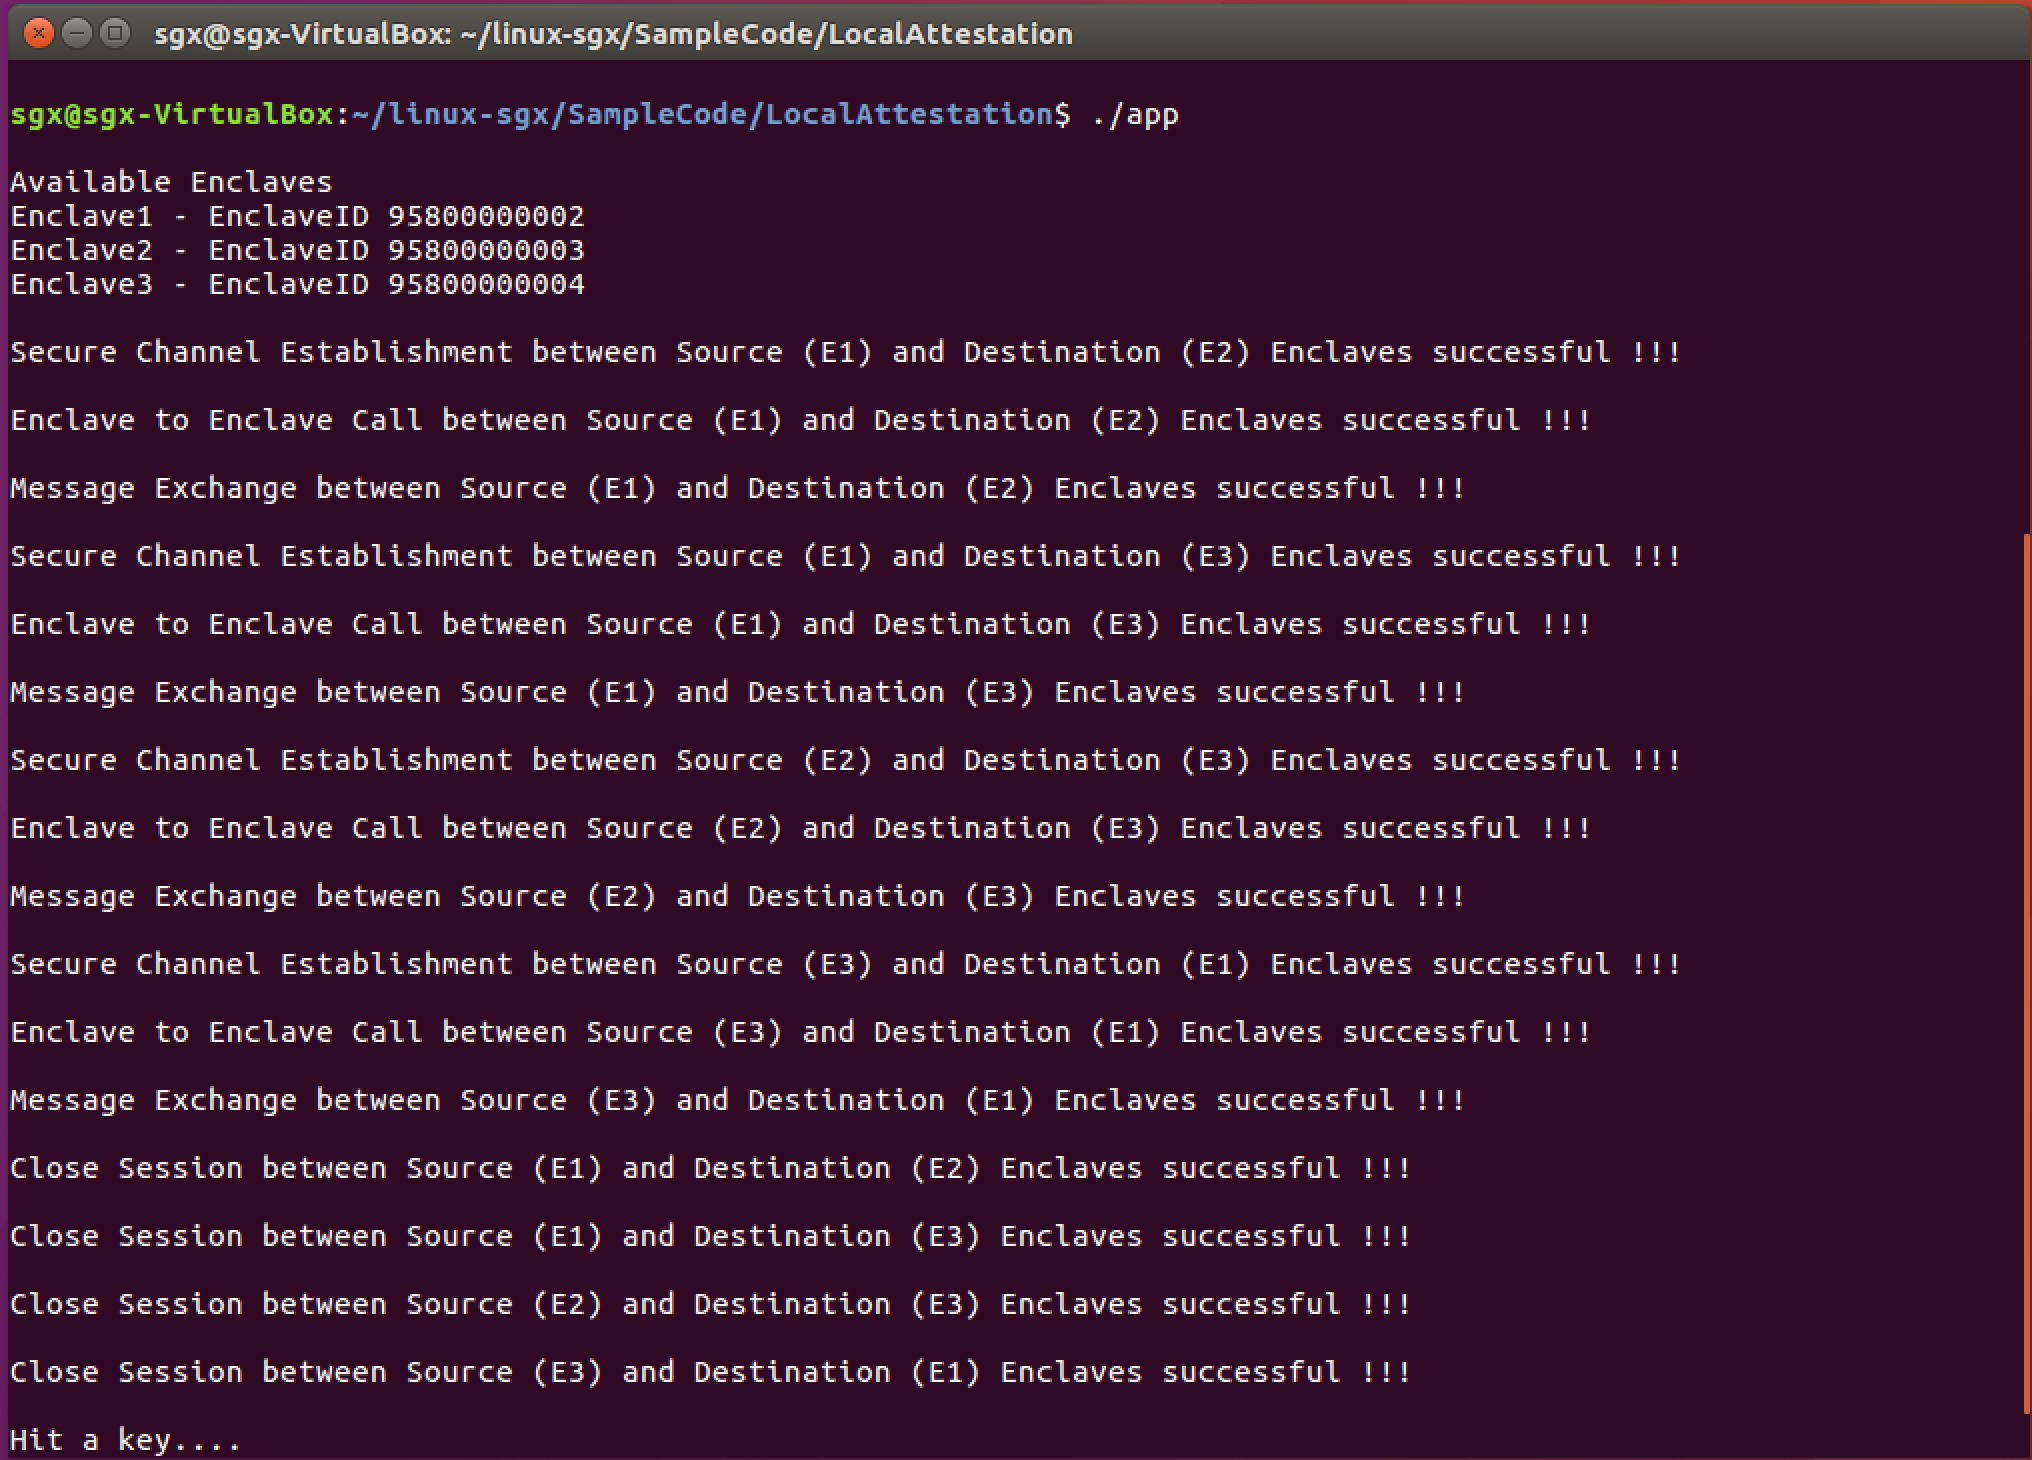 sgx@sgx-VirtualBox: ~/linux-sgx/SampleCode/LocalAttestation
sgx@sgx-VirtualBox:~/linux-sgx/SampleCode/LocalAttestation$ ./app
Available Enclaves
Enclave1 - EnclaveID 95800000002
Enclave2 - EnclaveID 95800000003
Enclave3 - EnclaveID 95800000004
Secure Channel Establishment between Source (E1) and Destination (E2) Enclaves successful !!!
Enclave to Enclave Call between Source (E1) and Destination (E2) Enclaves successful !!!
Message Exchange between Source (E1) and Destination (E2) Enclaves successful !!!
Secure Channel Establishment between Source (E1) and Destination (E3) Enclaves successful !!!
Enclave to Enclave Call between Source (E1) and Destination (E3) Enclaves successful !!!
Message Exchange between Source (E1) and Destination (E3) Enclaves successful !!!
Secure Channel Establishment between Source (E2) and Destination (E3) Enclaves successful !!!
Enclave to Enclave Call between Source (E2) and Destination (E3) Enclaves successful !!!
Message Exchange between Source (E2) and Destination (E3) Enclaves successful !!!
Secure Channel Establishment between Source (E3) and Destination (E1) Enclaves successful !!!
Enclave to Enclave Call between Source (E3) and Destination (E1) Enclaves successful !!!
Message Exchange between Source (E3) and Destination (E1) Enclaves successful !!!
Close Session between Source (E1) and Destination (E2) Enclaves successful !!!
Close Session between Source (E1) and Destination (E3) Enclaves successful !!!
Close Session between Source (E2) and Destination (E3) Enclaves successful !!!
Close Session between Source (E3) and Destination (E1) Enclaves successful !!!
Hit a key....